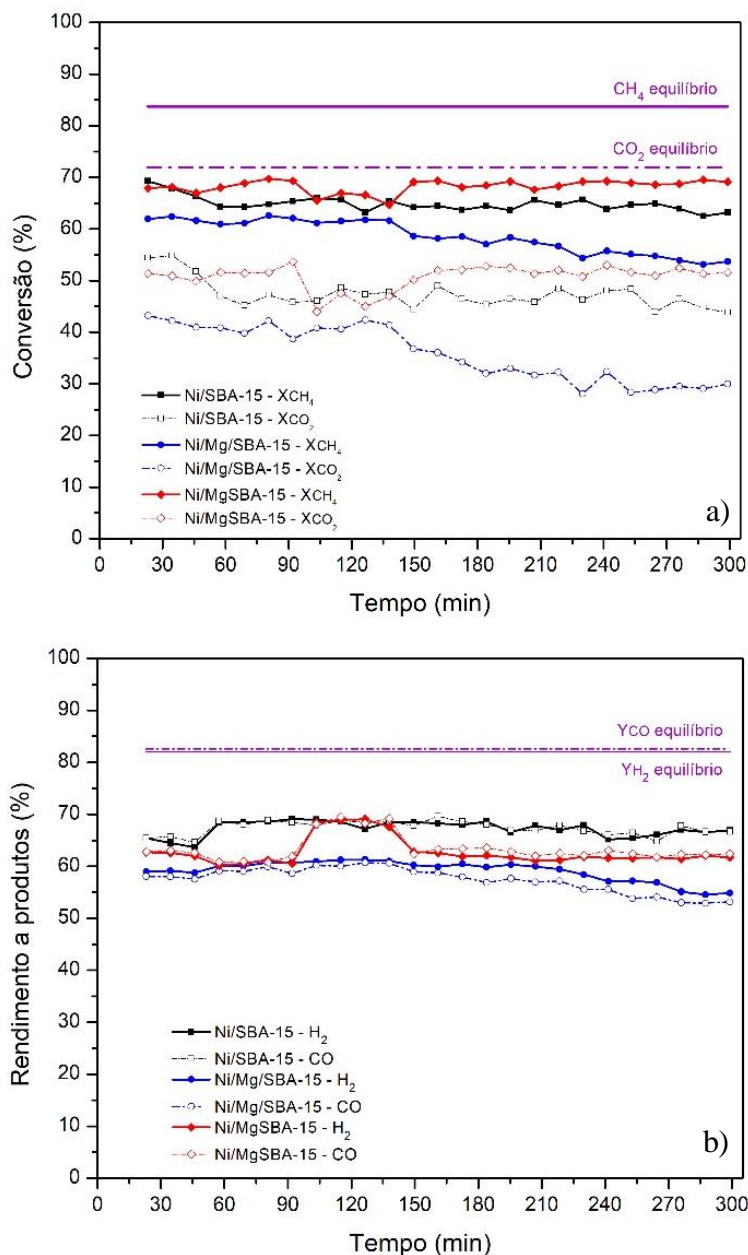 100
90
80
70
60
50
40
30
20
10
0
Conversão (%)
CH₄ equilíbrio
CO₂ equilíbrio
Ni/SBA-15 - XCH₄
Ni/SBA-15 - XCO₂
Ni/Mg/SBA-15 - XCH₄
Ni/Mg/SBA-15 - XCO₂
Ni/MgSBA-15 - XCH₄
Ni/MgSBA-15 - XCO₂
a)
0 30 60 90 120 150 180 210 240 270 300
Tempo (min)
100
90
80
70
60
50
40
30
20
10
0
Rendimento a produtos (%)
YCO equilíbrio
YH₂ equilíbrio
Ni/SBA-15 - H₂
Ni/SBA-15 - CO
Ni/Mg/SBA-15 - H₂
Ni/Mg/SBA-15 - CO
Ni/MgSBA-15 - H₂
Ni/MgSBA-15 - CO
b)
0 30 60 90 120 150 180 210 240 270 300
Tempo (min)